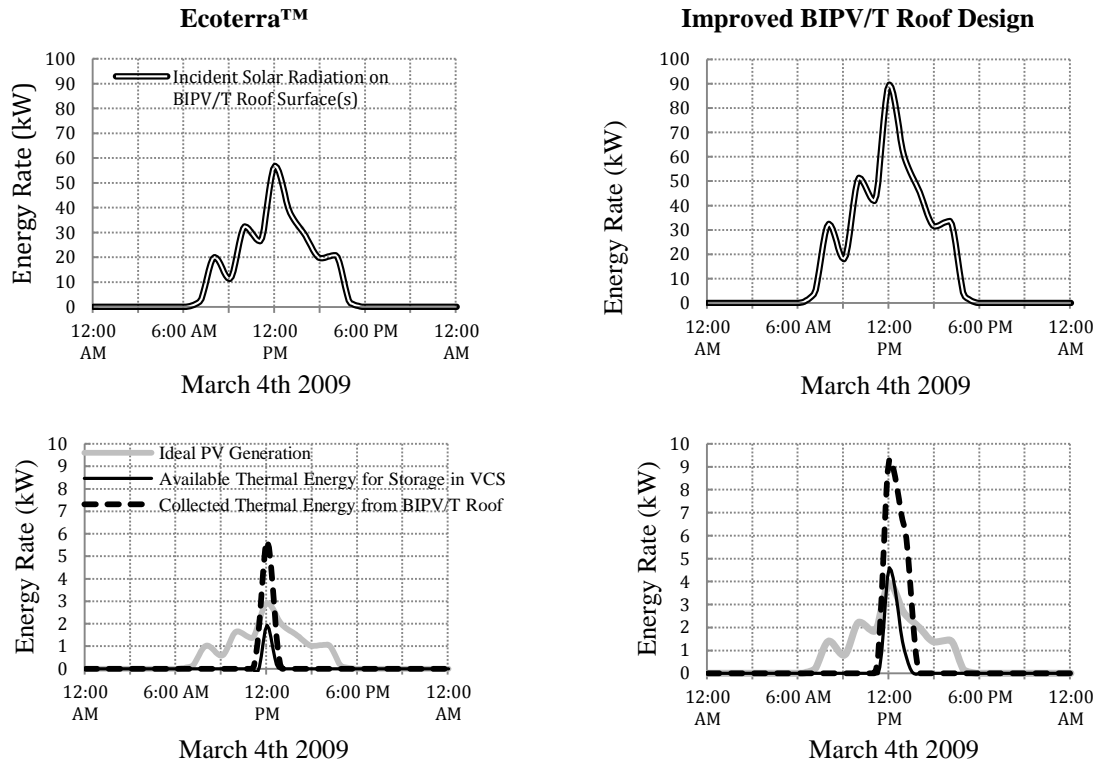 Ecoterra™
Improved BIPV/T Roof Design
Energy Rate (kW)
100
90
80
70
60
50
40
30
20
10
0
Incident Solar Radiation on
BIPV/T Roof Surface(s)
12:00 AM
6:00 AM
12:00 PM
6:00 PM
12:00 AM
March 4th 2009
Energy Rate (kW)
100
90
80
70
60
50
40
30
20
10
0
12:00 AM
6:00 AM
12:00 PM
6:00 PM
12:00 AM
March 4th 2009
Energy Rate (kW)
10
9
8
7
6
5
4
3
2
1
0
Ideal PV Generation
Available Thermal Energy for Storage in VCS
Collected Thermal Energy from BIPV/T Roof
12:00 AM
6:00 AM
12:00 PM
6:00 PM
12:00 AM
March 4th 2009
Energy Rate (kW)
10
9
8
7
6
5
4
3
2
1
0
12:00 AM
6:00 AM
12:00 PM
6:00 PM
12:00 AM
March 4th 2009